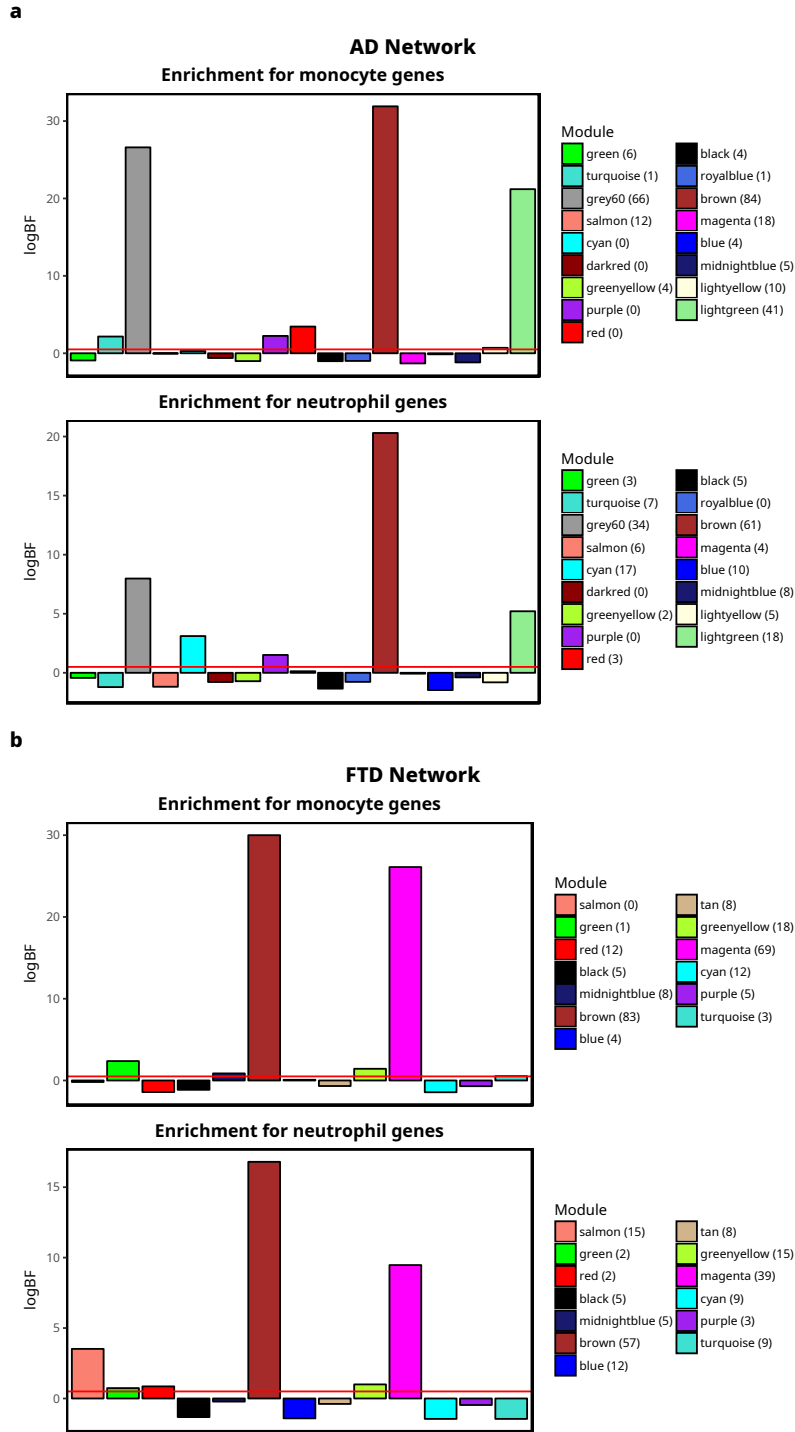 a
AD Network
Enrichment for monocyte genes
30
20
10
0
logBF
Module
green (6)
turquoise (1)
grey60 (66)
salmon (12)
cyan (0)
darkred (0)
greenyellow (4)
purple (0)
red (0)
black (4)
royalblue (1)
brown (84)
magenta (18)
blue (4)
midnightblue (5)
lightyellow (10)
lightgreen (41)
Enrichment for neutrophil genes
20
15
10
5
0
logBF
Module
green (3)
turquoise (7)
grey60 (34)
salmon (6)
cyan (17)
darkred (0)
greenyellow (2)
purple (0)
red (3)
black (5)
royalblue (0)
brown (61)
magenta (4)
blue (10)
midnightblue (8)
lightyellow (5)
lightgreen (18)
b
FTD Network
Enrichment for monocyte genes
30
20
10
0
logBF
Module
salmon (0)
green (1)
red (12)
black (5)
midnightblue (8)
brown (83)
blue (4)
tan (8)
greenyellow (18)
magenta (69)
cyan (12)
purple (5)
turquoise (3)
Enrichment for neutrophil genes
15
10
5
0
logBF
Module
salmon (15)
green (2)
red (2)
black (5)
midnightblue (5)
brown (57)
blue (12)
tan (8)
greenyellow (15)
magenta (39)
cyan (9)
purple (3)
turquoise (9)